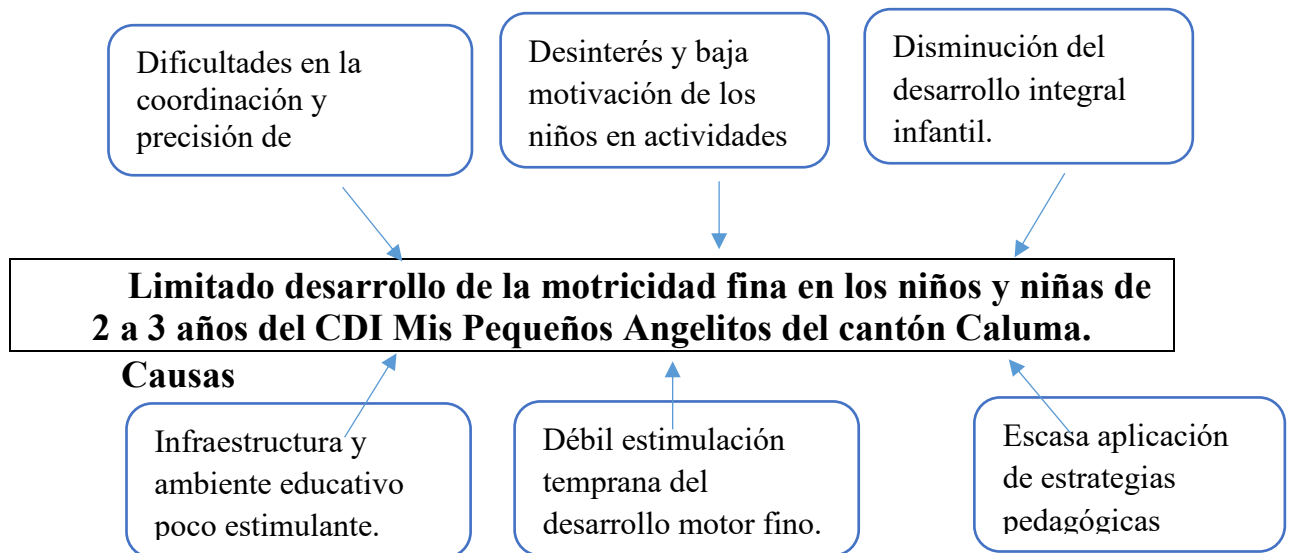 Dificultades en la
coordinación y
precisión de
Desinterés y baja
motivación de los
niños en actividades
Disminución del
desarrollo integral
infantil.
Limitado desarrollo de la motricidad fina en los niños y niñas de
2 a 3 años del CDI Mis Pequeños Angelitos del cantón Caluma.
Causas
Infraestructura y
ambiente educativo
poco estimulante.
Débil estimulación
temprana del
desarrollo motor fino.
Escasa aplicación
de estrategias
pedagógicas